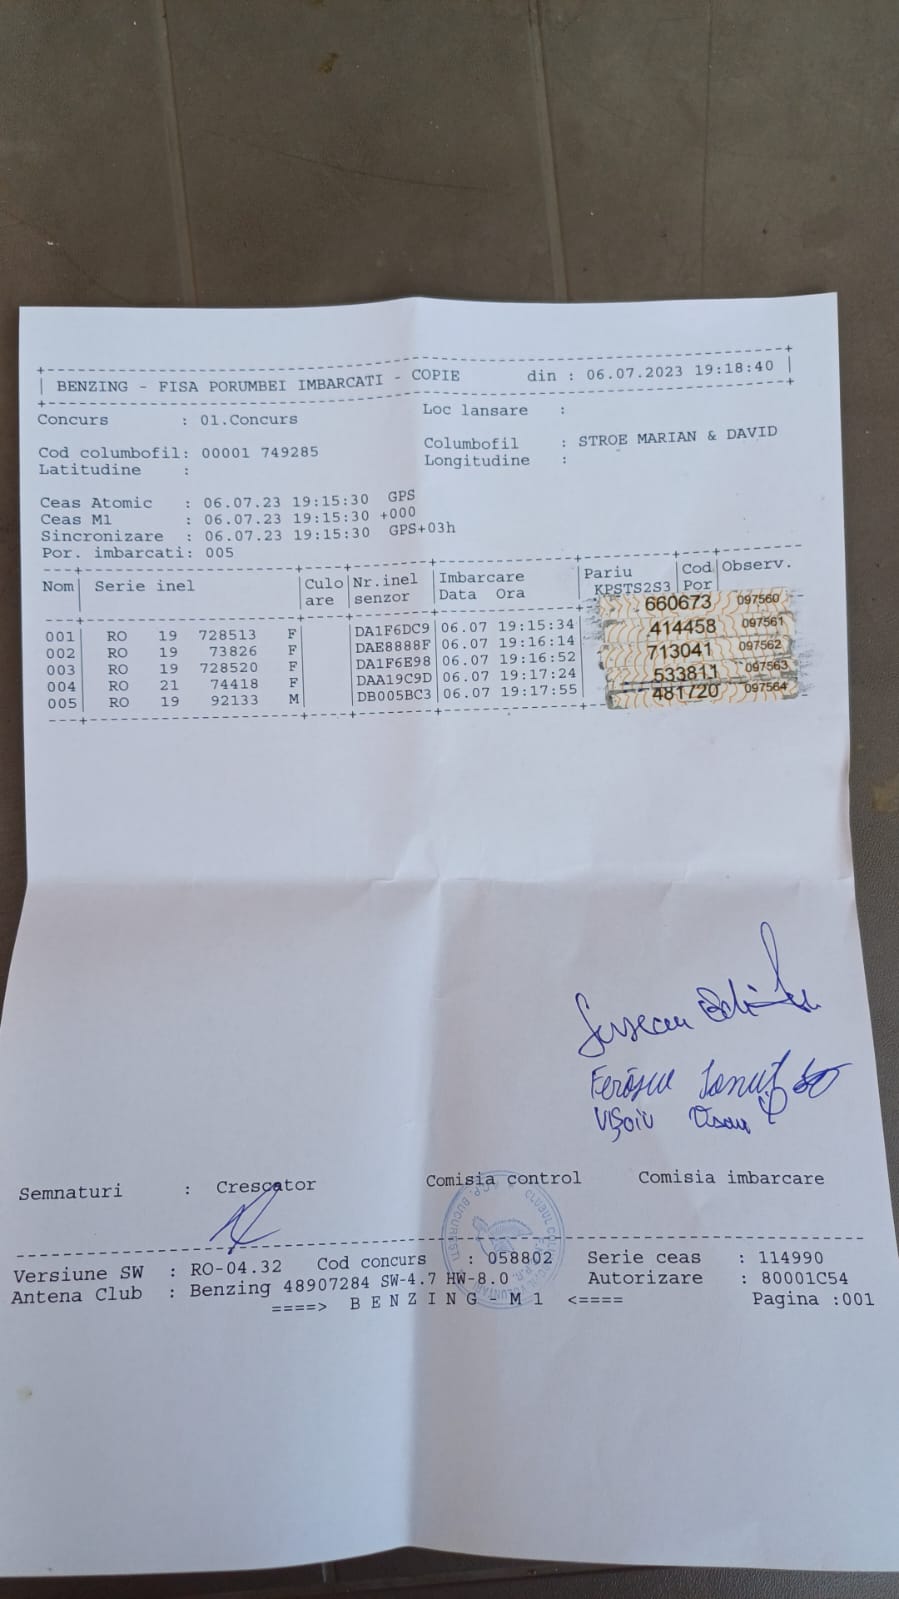 BENZING - FISA PORUMBEI IMBARCATI - COPIE din : 06.07.2023 19:18:40
Concurs : 01.Concurs Loc lansare :
Cod columbofil: 00001 749285 Columbofil : STROE MARIAN & DAVID
Latitudine : Longitudine :
Ceas Atomic : 06.07.23 19:15:30 GPS
Ceas M1 : 06.07.23 19:15:30 +000
Sincronizare : 06.07.23 19:15:30 GPS+03h
Por. imbarcati: 005
Nom| Serie inel |Culo|Nr.inel |Imbarcare |Pariu |Cod|Observ.
|are |senzor |Data Ora | KPSTS2S3|Por|
001| RO 19 728513 F| |DA1F6DC9|06.07 19:15:34| 660673 097560
002| RO 19 73826 F| |DAE8888F|06.07 19:16:14| 414458 097561
003| RO 19 728520 F| |DA1F6E98|06.07 19:16:52| 713041 097562
004| RO 21 74418 F| |DAA19C9D|06.07 19:17:24| 533811 097563
005| RO 19 92133 M| |DB005BC3|06.07 19:17:55| 481720 097564
Semnaturi : Crescator Comisia control Comisia imbarcare
Versiune SW : RO-04.32 Cod concurs : 058802 Serie ceas : 114990
Antena Club : Benzing 48907284 SW-4.7 HW-8.0 Autorizare : 80001C54
====> B E N Z I N G - M 1 <==== Pagina :001